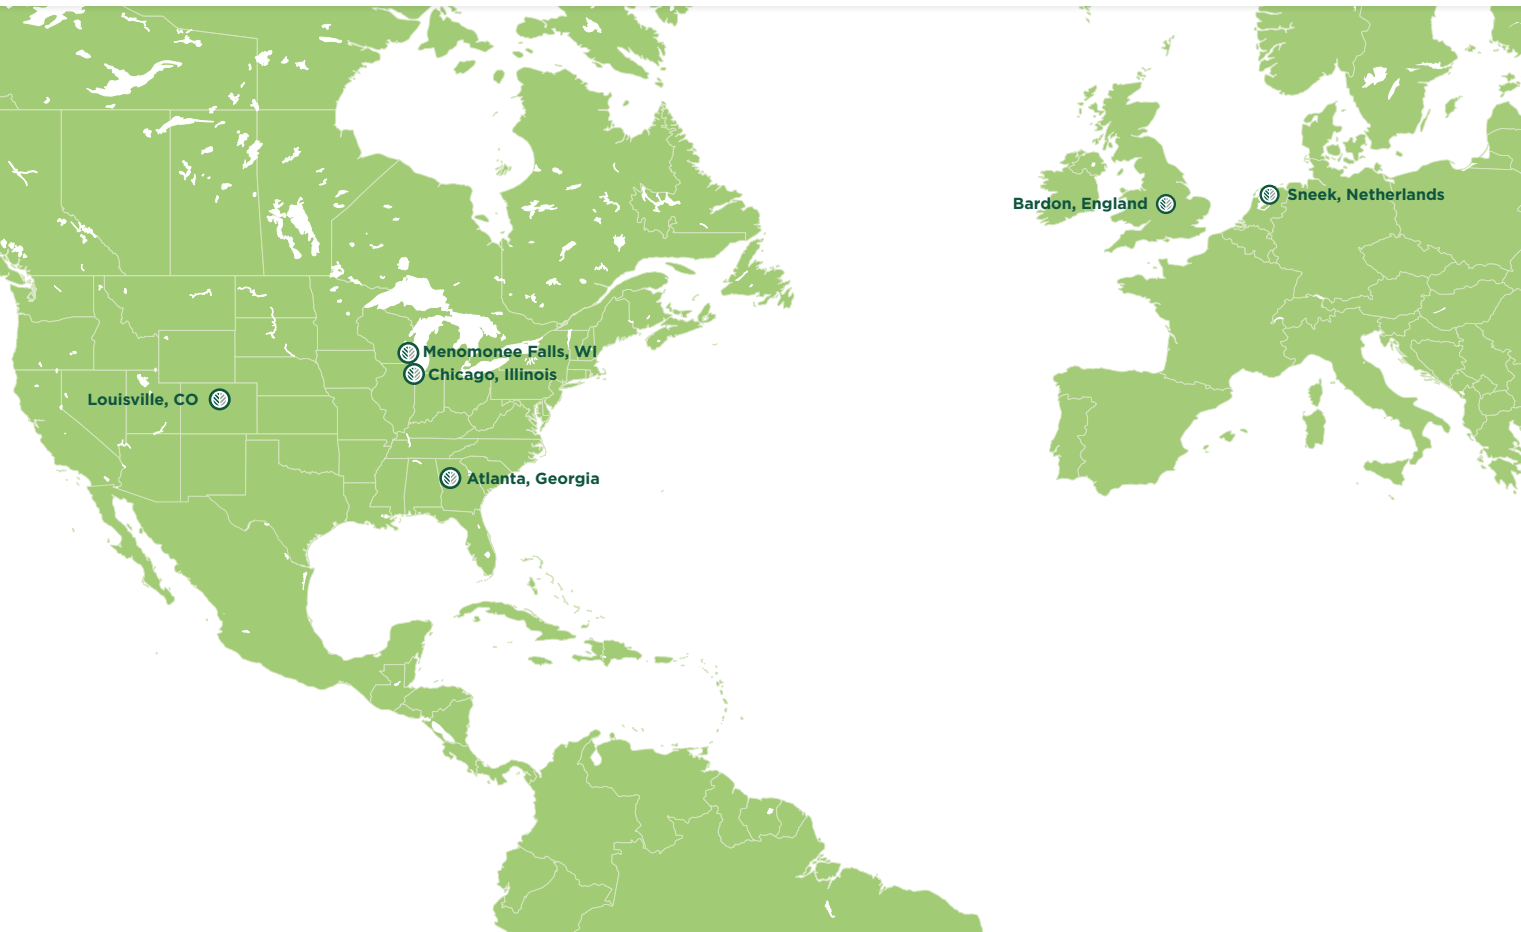 Sneek, Netherlands
Bardon, England
Menomonee Falls, WI
Chicago, Illinois
Louisville, CO
Atlanta, Georgia